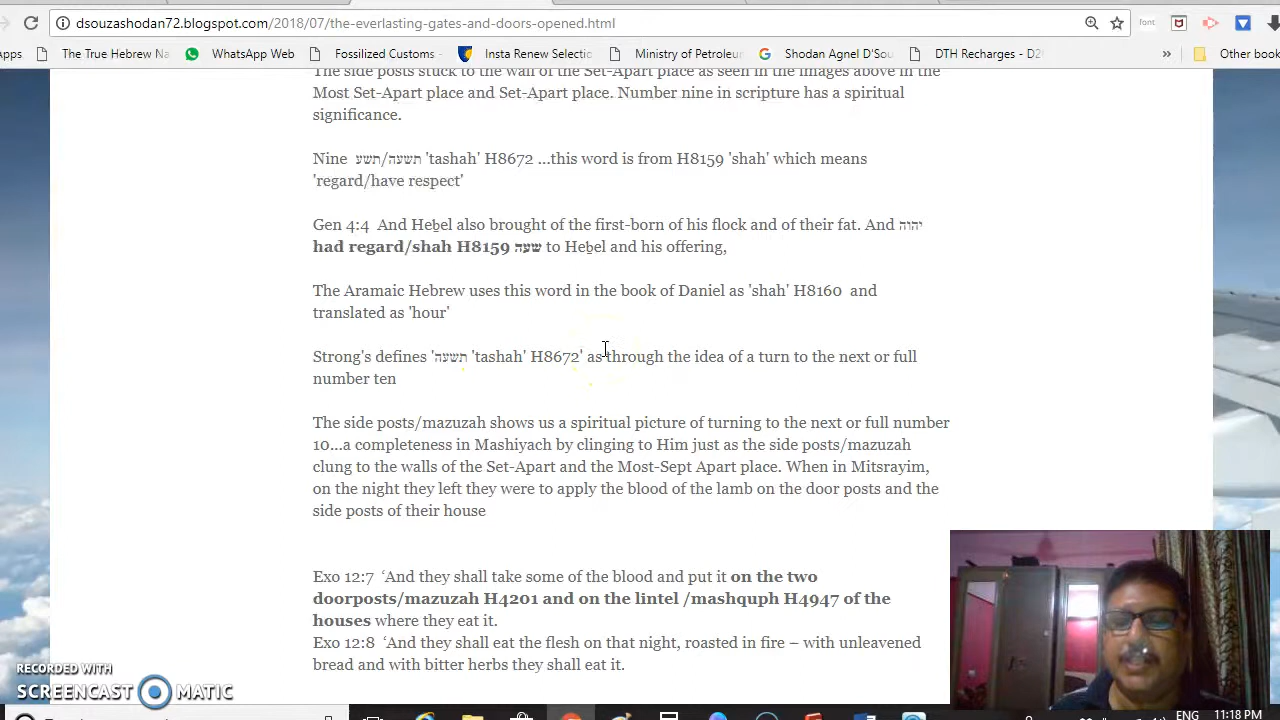 dsouzashodan72.blogspot.com/2018/07/the-everlasting-gates-and-doors-opened.html
font
Apps The True Hebrew Na WhatsApp Web Fossilized Customs - Insta Renew Selectio Ministry of Petroleu Shodan Agnel D'Sou DTH Recharges - D2 » Other book
The side posts stuck to the wall of the Set-Apart place as seen in the images above in the
Most Set-Apart place and Set-Apart place. Number nine in scripture has a spiritual
significance.
Nine תשעה/תשע 'tashah' H8672 ...this word is from H8159 'shah' which means
'regard/have respect'
Gen 4:4 And Heḇel also brought of the first-born of his flock and of their fat. And יהוה
had regard/shah H8159 שעה to Heḇel and his offering,
The Aramaic Hebrew uses this word in the book of Daniel as 'shah' H8160 and
translated as 'hour'
Strong's defines 'תשעה 'tashah' H8672' as through the idea of a turn to the next or full
number ten
The side posts/mazuzah shows us a spiritual picture of turning to the next or full number
10...a completeness in Mashiyach by clinging to Him just as the side posts/mazuzah
clung to the walls of the Set-Apart and the Most-Sept Apart place. When in Mitsrayim,
on the night they left they were to apply the blood of the lamb on the door posts and the
side posts of their house
Exo 12:7 ‘And they shall take some of the blood and put it on the two
doorposts/mazuzah H4201 and on the lintel /mashquph H4947 of the
houses where they eat it.
Exo 12:8 ‘And they shall eat the flesh on that night, roasted in fire – with unleavened
bread and with bitter herbs they shall eat it.
RECORDED WITH
SCREENCAST MATIC
ENG 11:18 PM